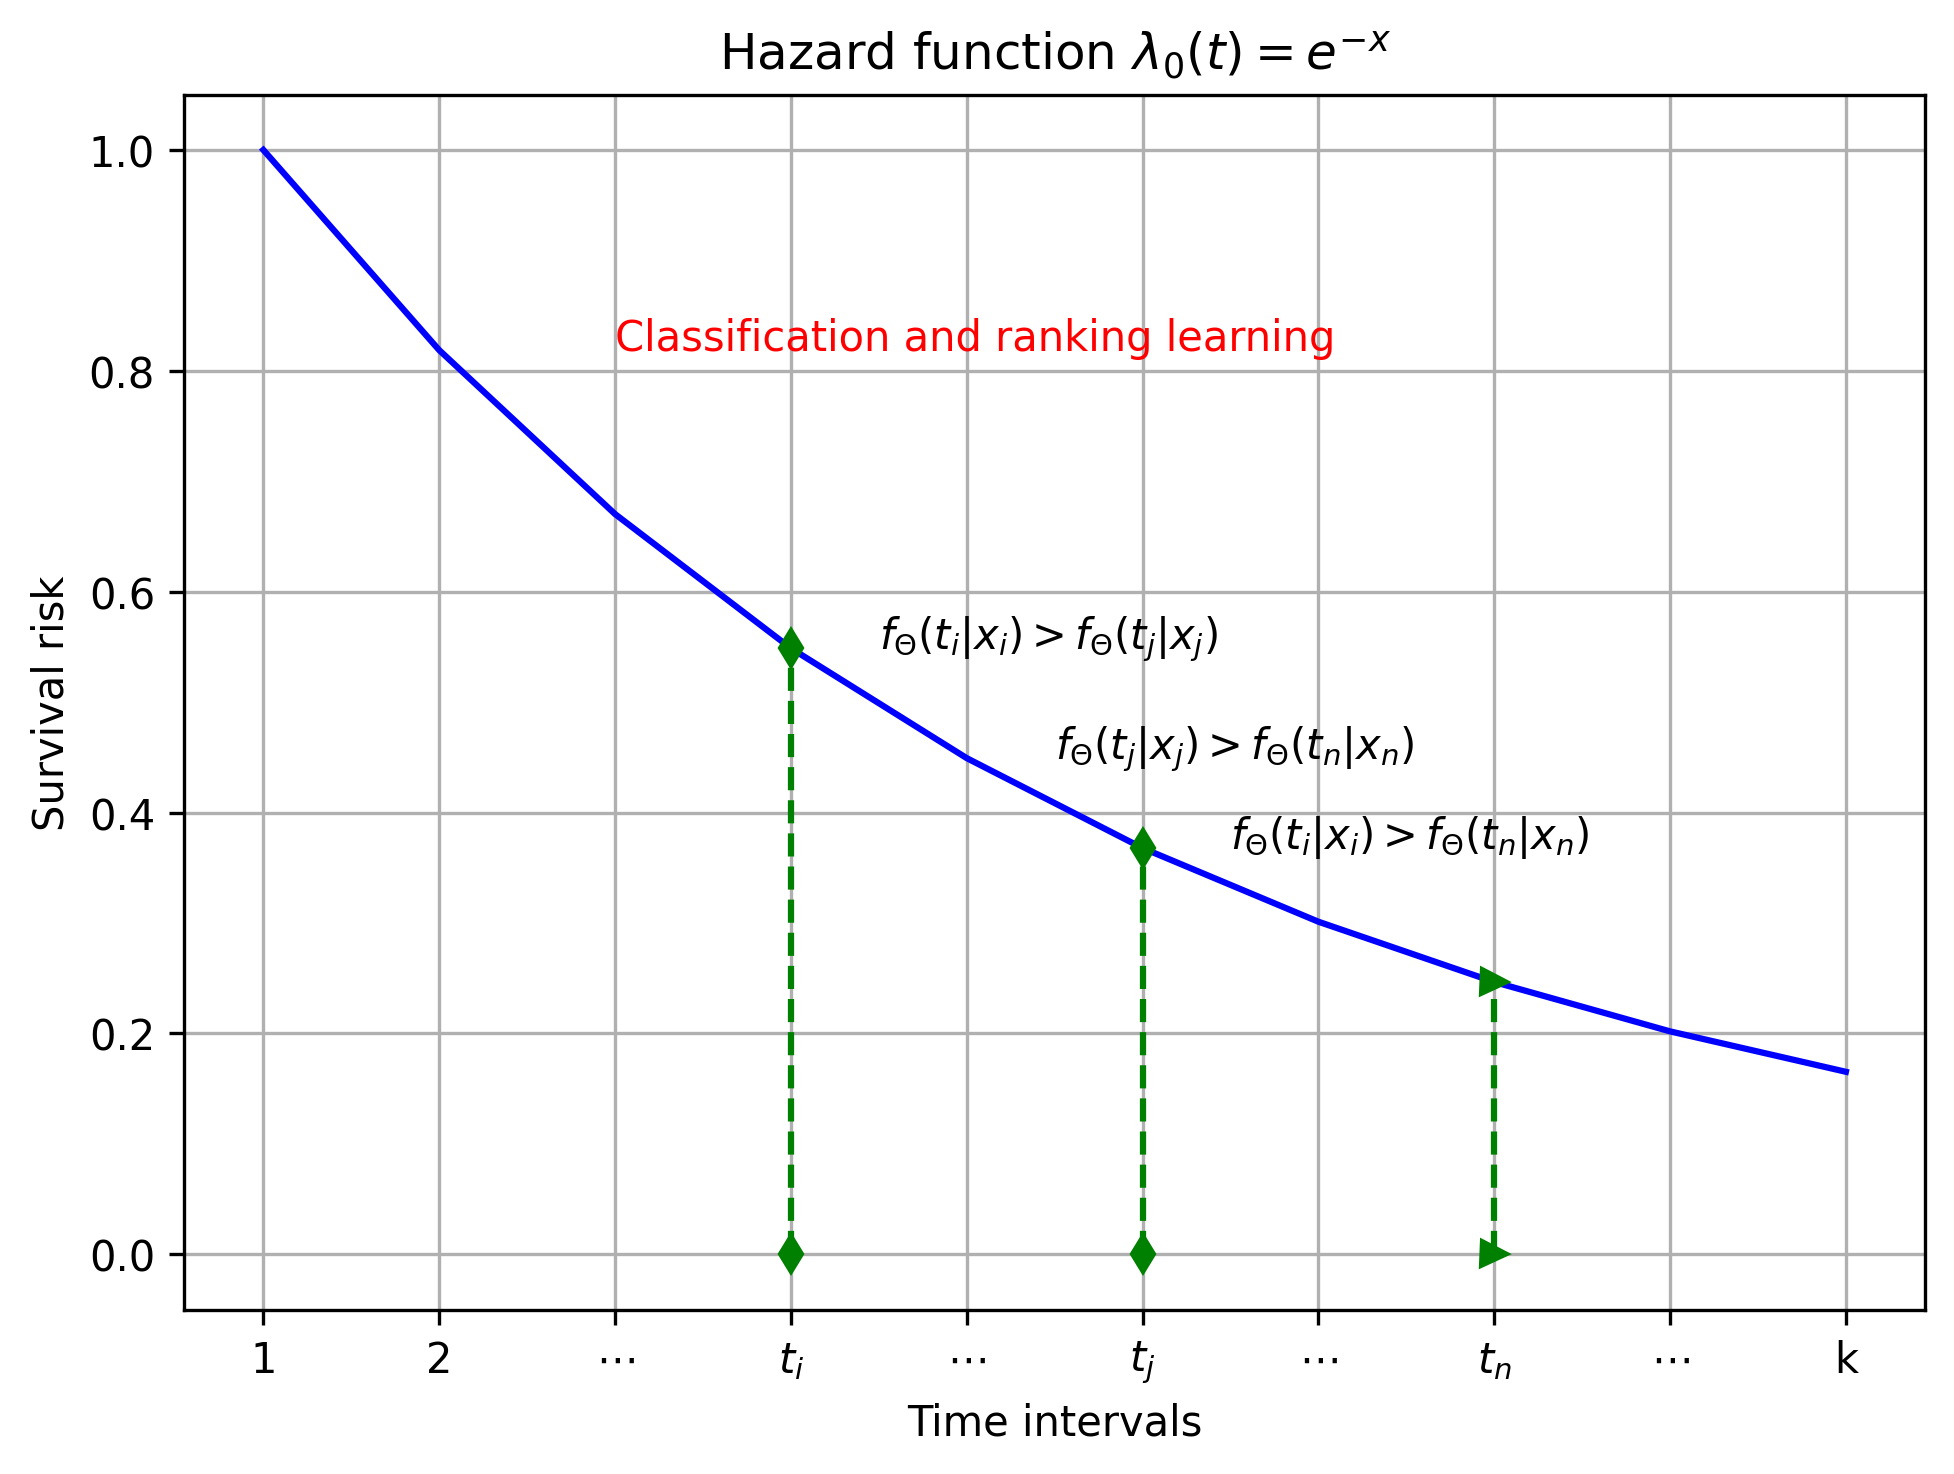 Hazard function λ₀(t) = e⁻ˣ
1.0
Classification and ranking learning
0.8
0.6
f_Θ(t_i|x_i) > f_Θ(t_j|x_j)
f_Θ(t_j|x_j) > f_Θ(t_n|x_n)
0.4
f_Θ(t_i|x_i) > f_Θ(t_n|x_n)
0.2
0.0
Survival risk
1 2 ... t_i ... t_j ... t_n ... k
Time intervals